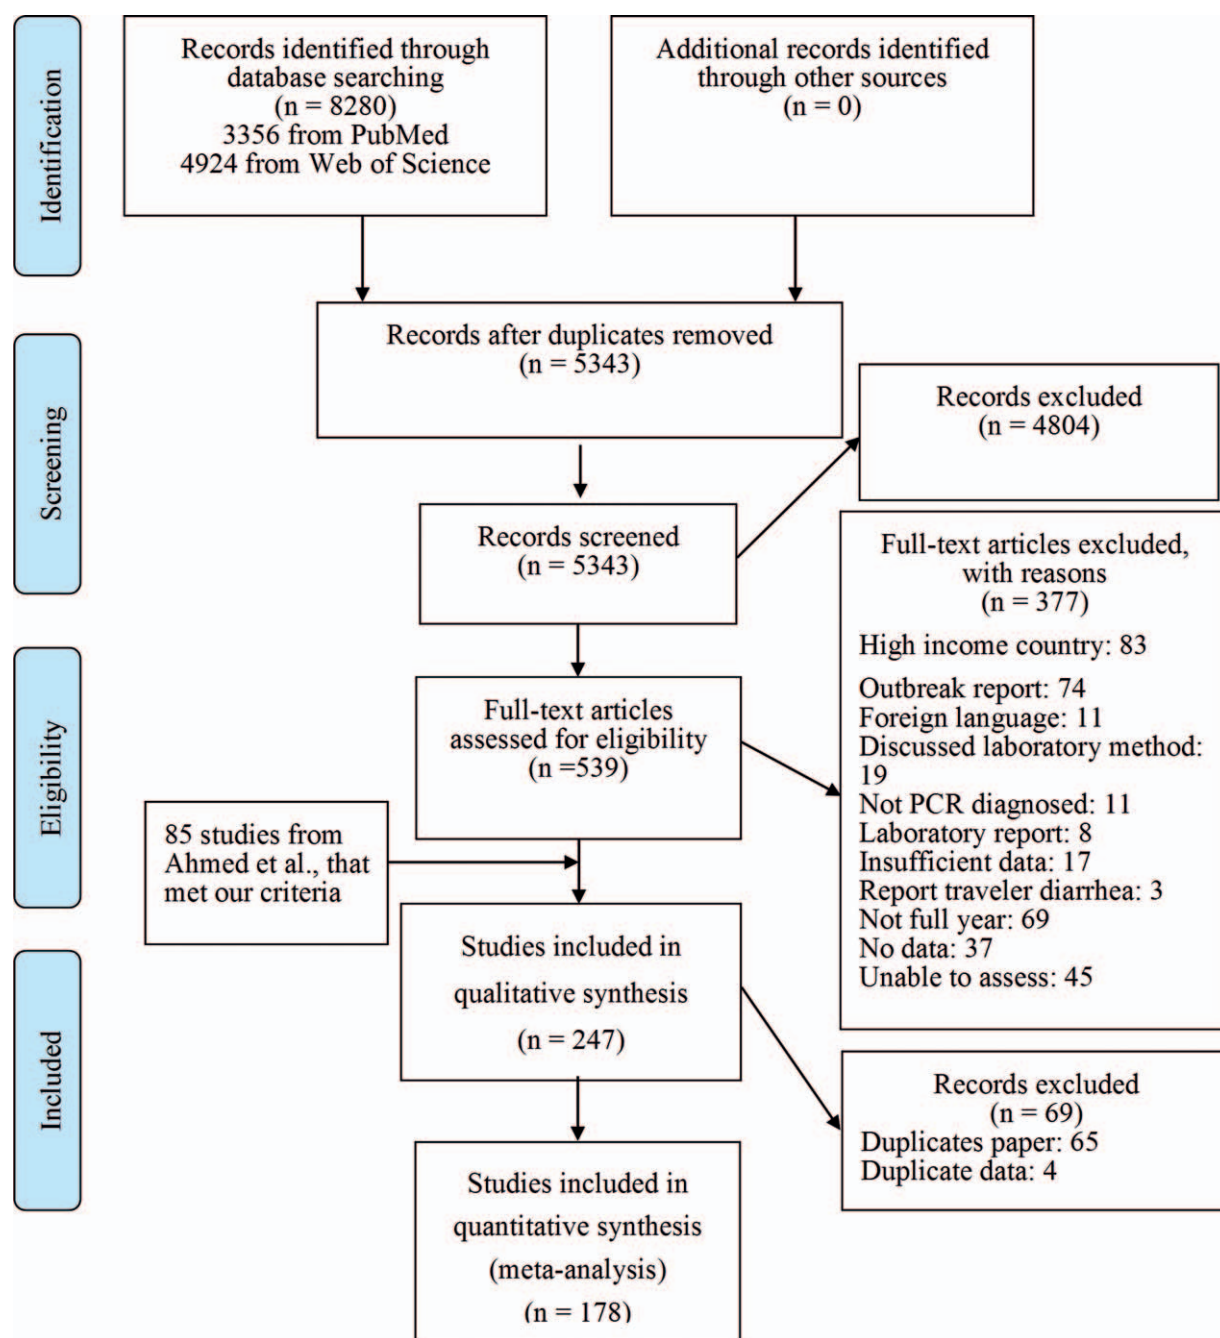 Identification
Records identified through
database searching
(n = 8280)
3356 from PubMed
4924 from Web of Science
Additional records identified
through other sources
(n = 0)
Records after duplicates removed
(n = 5343)
Screening
Records excluded
(n = 4804)
Records screened
(n = 5343)
Full-text articles excluded,
with reasons
(n = 377)
High income country: 83
Outbreak report: 74
Foreign language: 11
Discussed laboratory method:
19
Not PCR diagnosed: 11
Laboratory report: 8
Insufficient data: 17
Report traveler diarrhea: 3
Not full year: 69
No data: 37
Unable to assess: 45
Eligibility
Full-text articles
assessed for eligibility
(n =539)
85 studies from
Ahmed et al., that
met our criteria
Studies included in
qualitative synthesis
(n = 247)
Included
Records excluded
(n = 69)
Duplicates paper: 65
Duplicate data: 4
Studies included in
quantitative synthesis
(meta-analysis)
(n = 178)